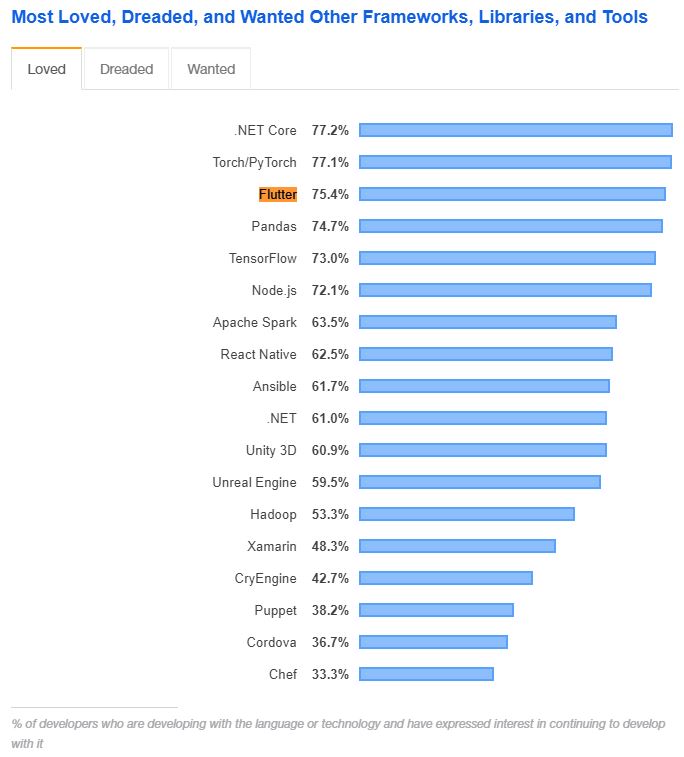 Most Loved, Dreaded, and Wanted Other Frameworks, Libraries, and Tools
Loved Dreaded Wanted
.NET Core 77.2%
Torch/PyTorch 77.1%
Flutter 75.4%
Pandas 74.7%
TensorFlow 73.0%
Node.js 72.1%
Apache Spark 63.5%
React Native 62.5%
Ansible 61.7%
.NET 61.0%
Unity 3D 60.9%
Unreal Engine 59.5%
Hadoop 53.3%
Xamarin 48.3%
CryEngine 42.7%
Puppet 38.2%
Cordova 36.7%
Chef 33.3%
% of developers who are developing with the language or technology and have expressed interest in continuing to develop
with it